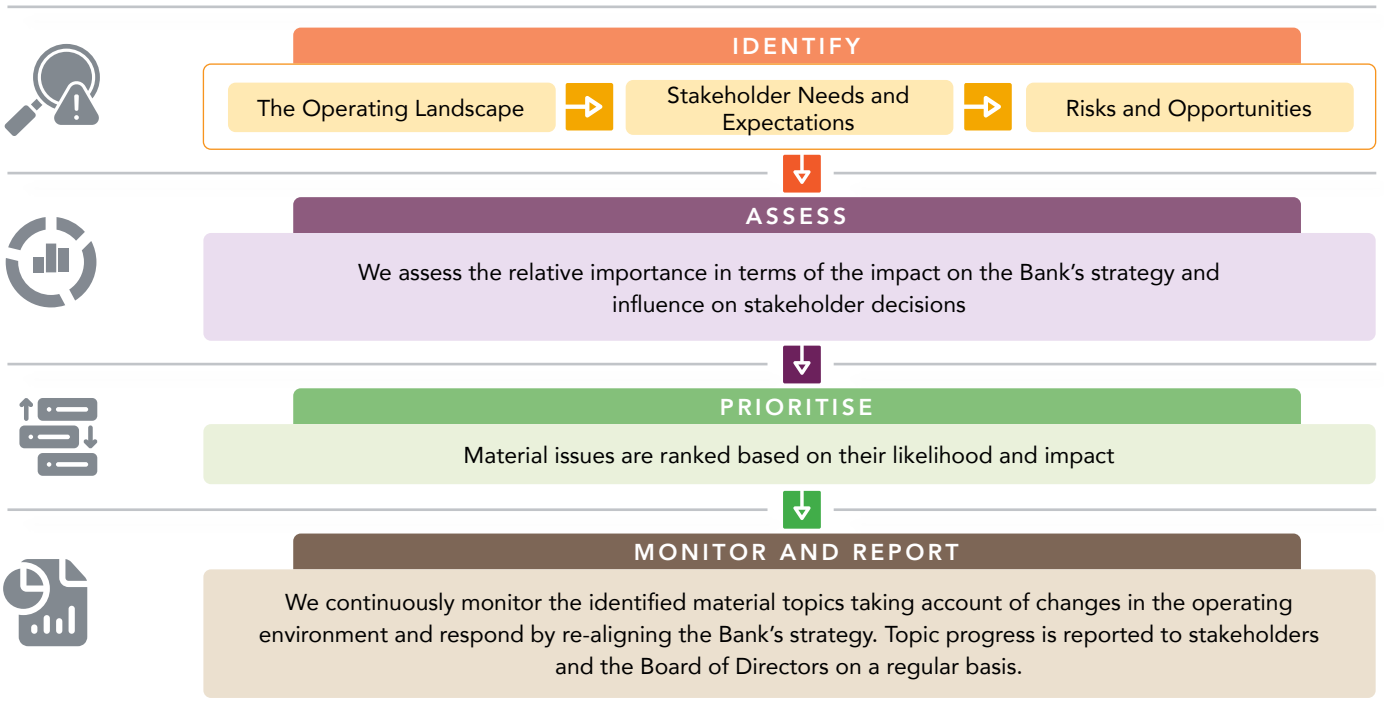 IDENTIFY
The Operating Landscape
Stakeholder Needs and
Expectations
Risks and Opportunities
ASSESS
We assess the relative importance in terms of the impact on the Bank’s strategy and
influence on stakeholder decisions
PRIORITISE
Material issues are ranked based on their likelihood and impact
MONITOR AND REPORT
We continuously monitor the identified material topics taking account of changes in the operating
environment and respond by re-aligning the Bank’s strategy. Topic progress is reported to stakeholders
and the Board of Directors on a regular basis.